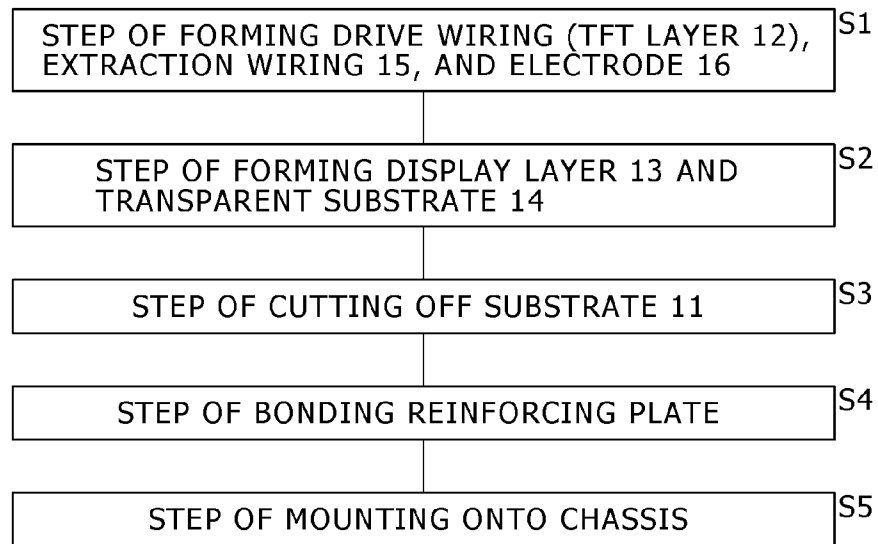 STEP OF FORMING DRIVE WIRING (TFT LAYER 12), S1
EXTRACTION WIRING 15, AND ELECTRODE 16
STEP OF FORMING DISPLAY LAYER 13 AND S2
TRANSPARENT SUBSTRATE 14
STEP OF CUTTING OFF SUBSTRATE 11 S3
STEP OF BONDING REINFORCING PLATE S4
STEP OF MOUNTING ONTO CHASSIS S5